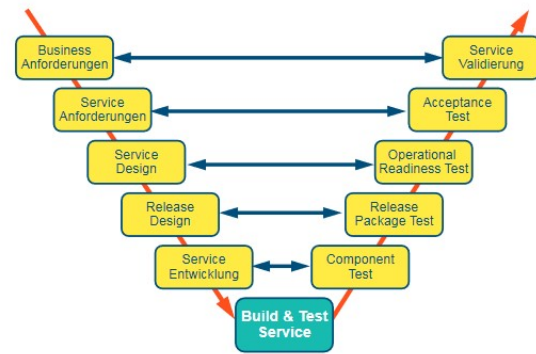 Business
Anforderungen
Service
Validierung
Service
Anforderungen
Acceptance
Test
Service
Design
Operational
Readiness Test
Release
Design
Release
Package Test
Service
Entwicklung
Component
Test
Build & Test
Service